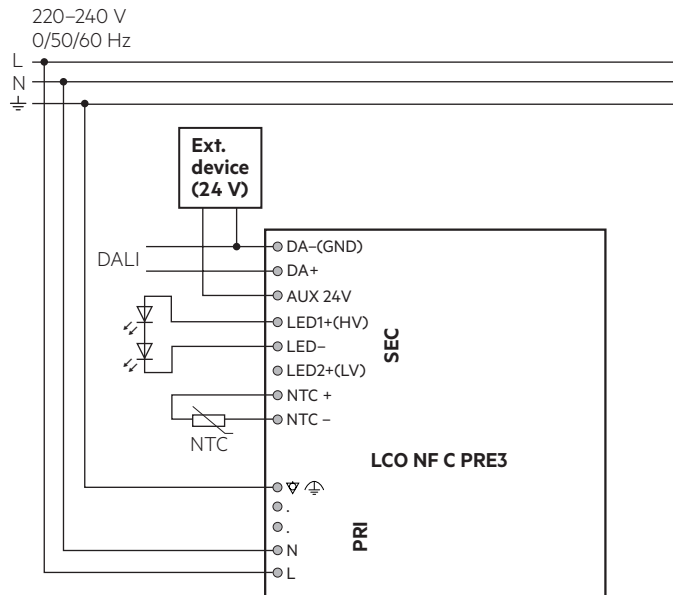 220–240 V
0/50/60 Hz
L
N
Ext.
device
(24 V)
DALI
DA–(GND)
DA+
AUX 24V
LED1+(HV)
LED–
LED2+(LV)
NTC +
NTC –
NTC
SEC
LCO NF C PRE3
.
.
PRI
N
L